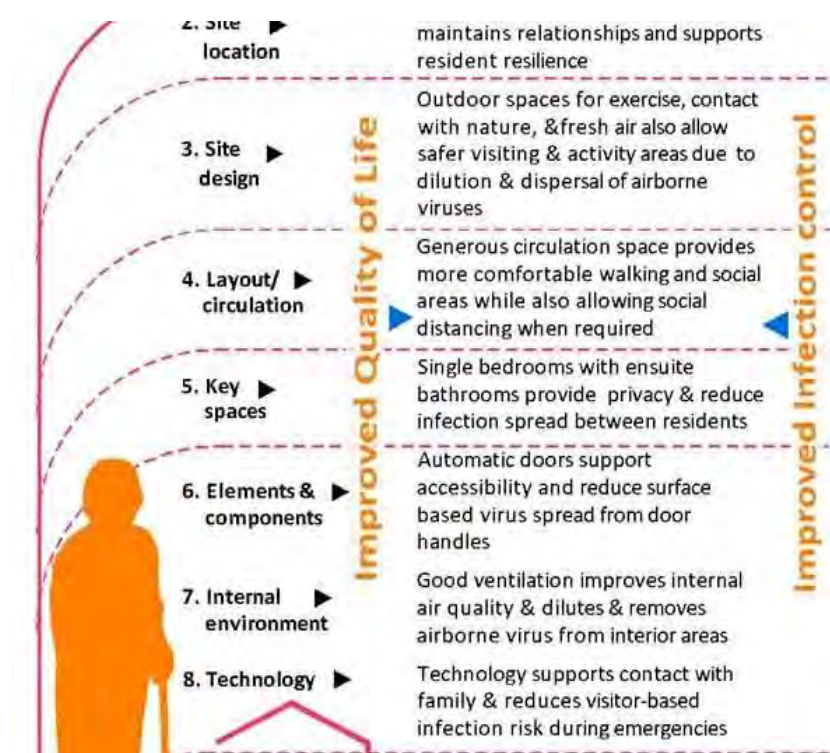 2. Site
location
maintains relationships and supports
resident resilience
3. Site
design
Outdoor spaces for exercise, contact
with nature, &fresh air also allow
safer visiting & activity areas due to
dilution & dispersal of airborne
viruses
4. Layout/
circulation
Generous circulation space provides
more comfortable walking and social
areas while also allowing social
distancing when required
5. Key
spaces
Single bedrooms with ensuite
bathrooms provide privacy & reduce
infection spread between residents
6. Elements &
components
Automatic doors support
accessibility and reduce surface
based virus spread from door
handles
7. Internal
environment
Good ventilation improves internal
air quality & dilutes & removes
airborne virus from interior areas
8. Technology
Technology supports contact with
family & reduces visitor-based
infection risk during emergencies
Improved Quality of Life
Improved Infection control